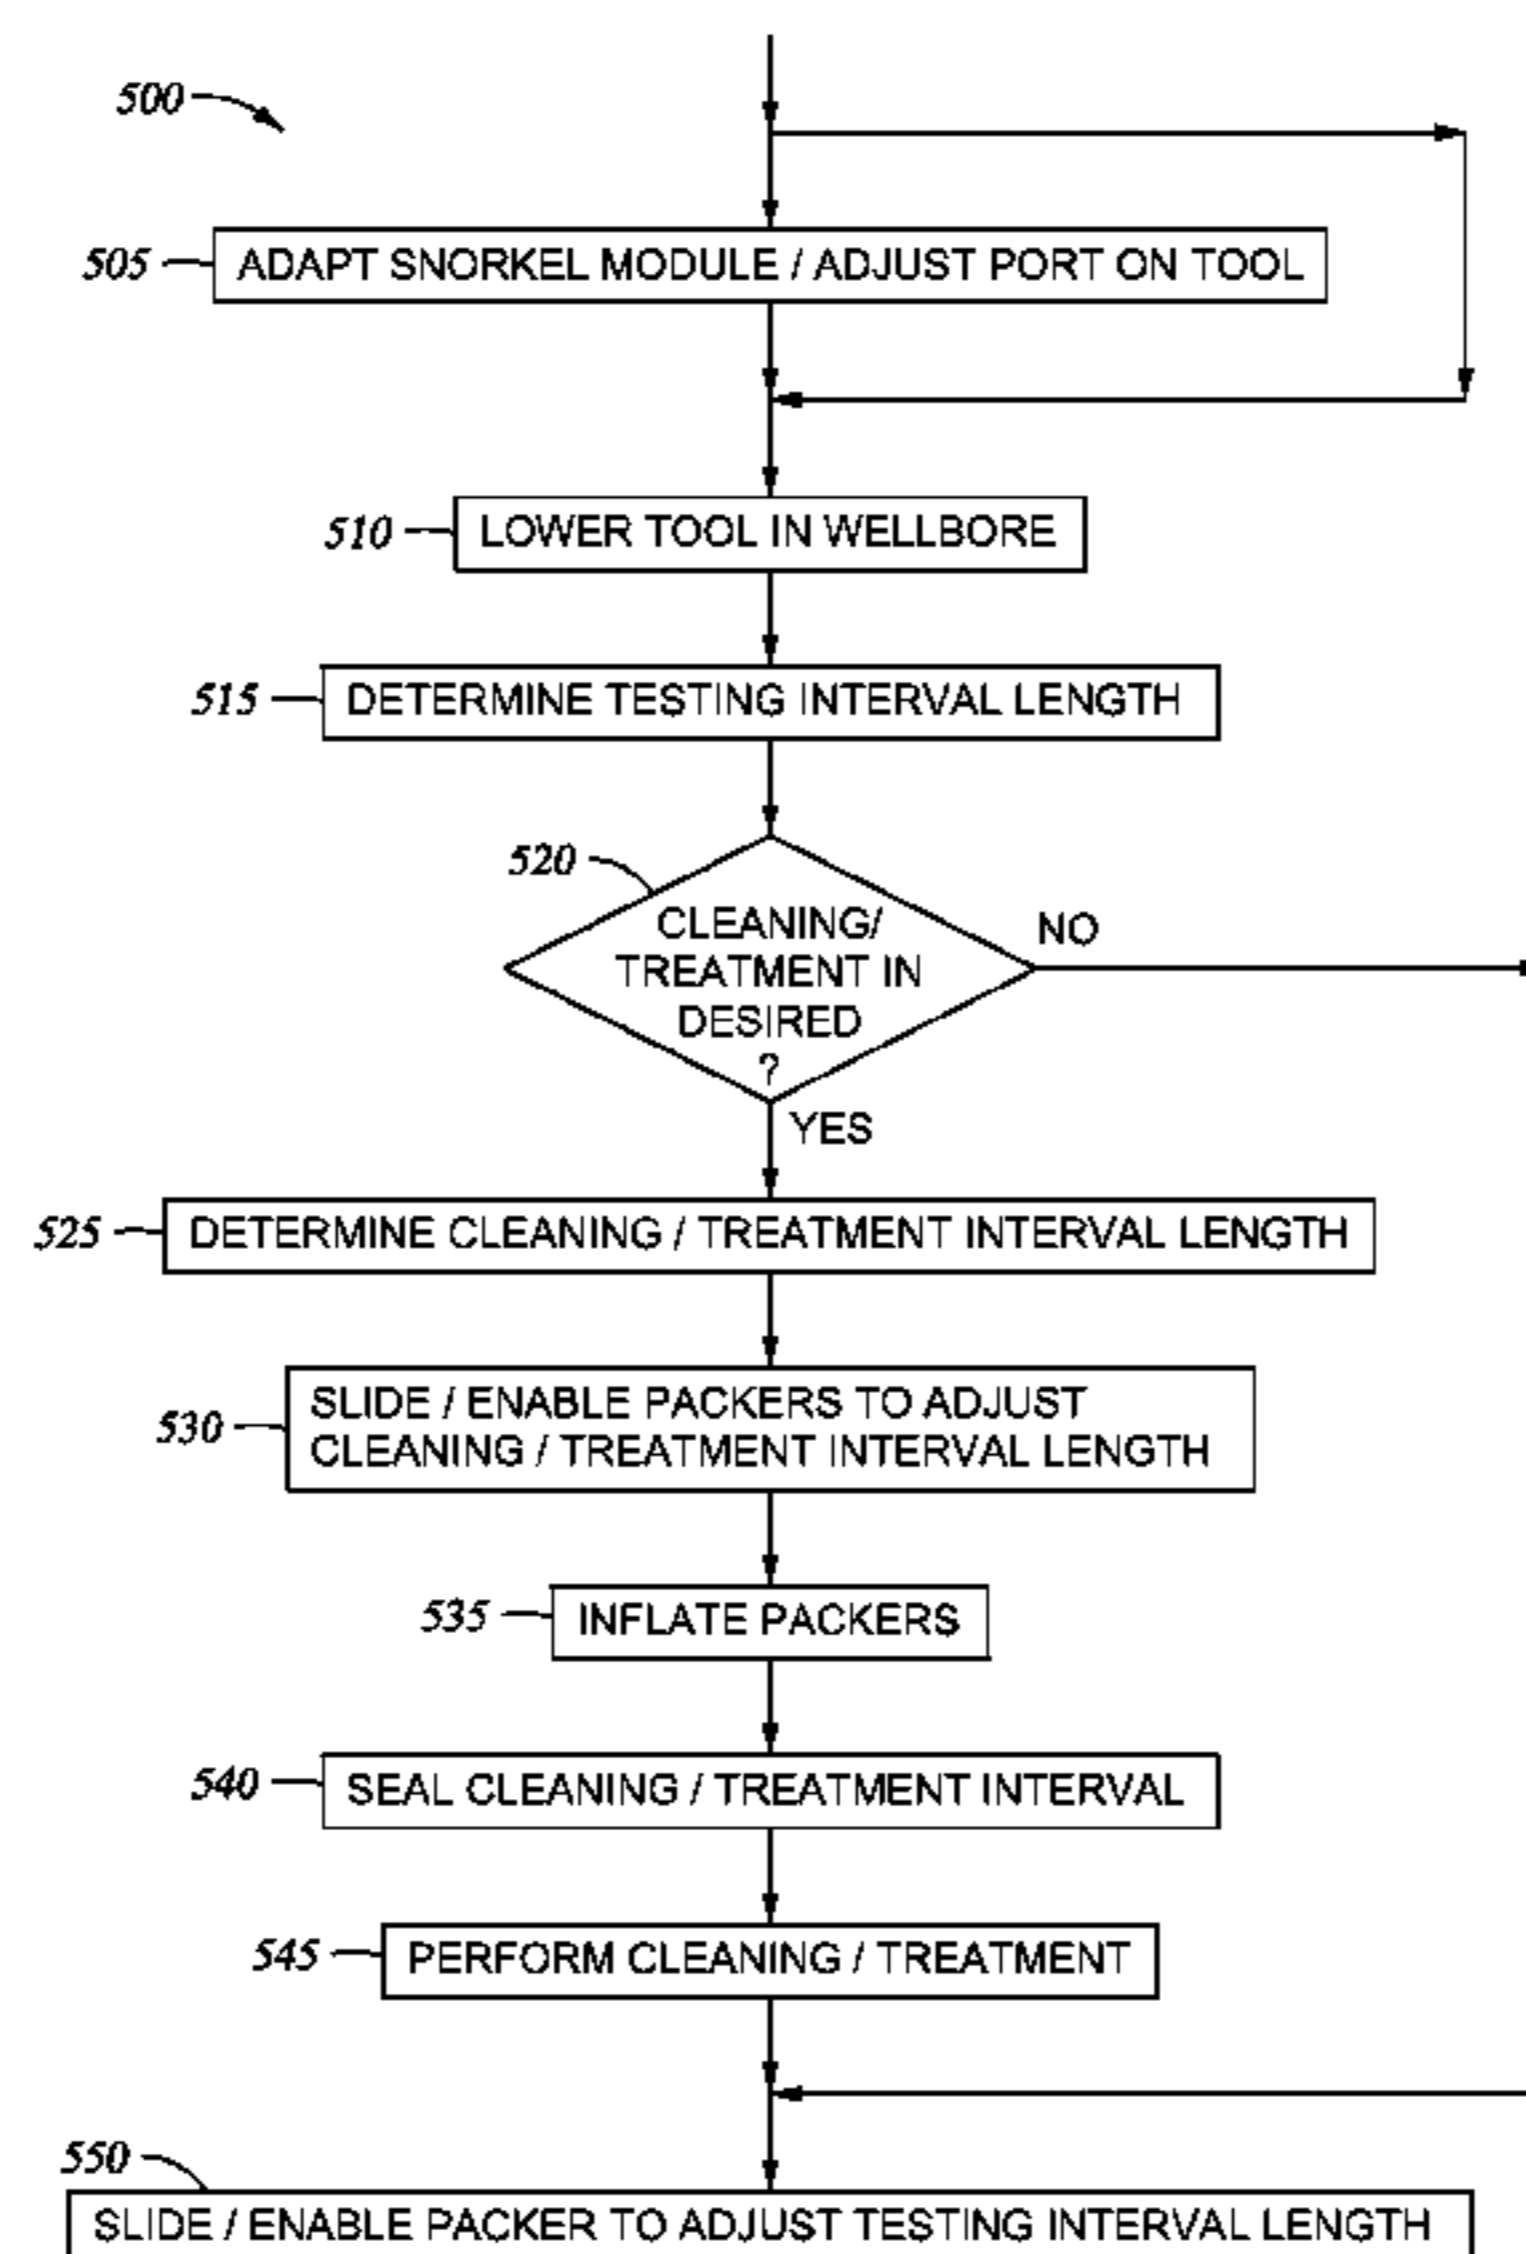 500
505
ADAPT SNORKEL MODULE / ADJUST PORT ON TOOL
510
LOWER TOOL IN WELLBORE
515
DETERMINE TESTING INTERVAL LENGTH
520
CLEANING/
TREATMENT IN
DESIRED
?
NO
YES
525
DETERMINE CLEANING / TREATMENT INTERVAL LENGTH
530
SLIDE / ENABLE PACKERS TO ADJUST
CLEANING / TREATMENT INTERVAL LENGTH
535
INFLATE PACKERS
540
SEAL CLEANING / TREATMENT INTERVAL
545
PERFORM CLEANING / TREATMENT
550
SLIDE / ENABLE PACKER TO ADJUST TESTING INTERVAL LENGTH